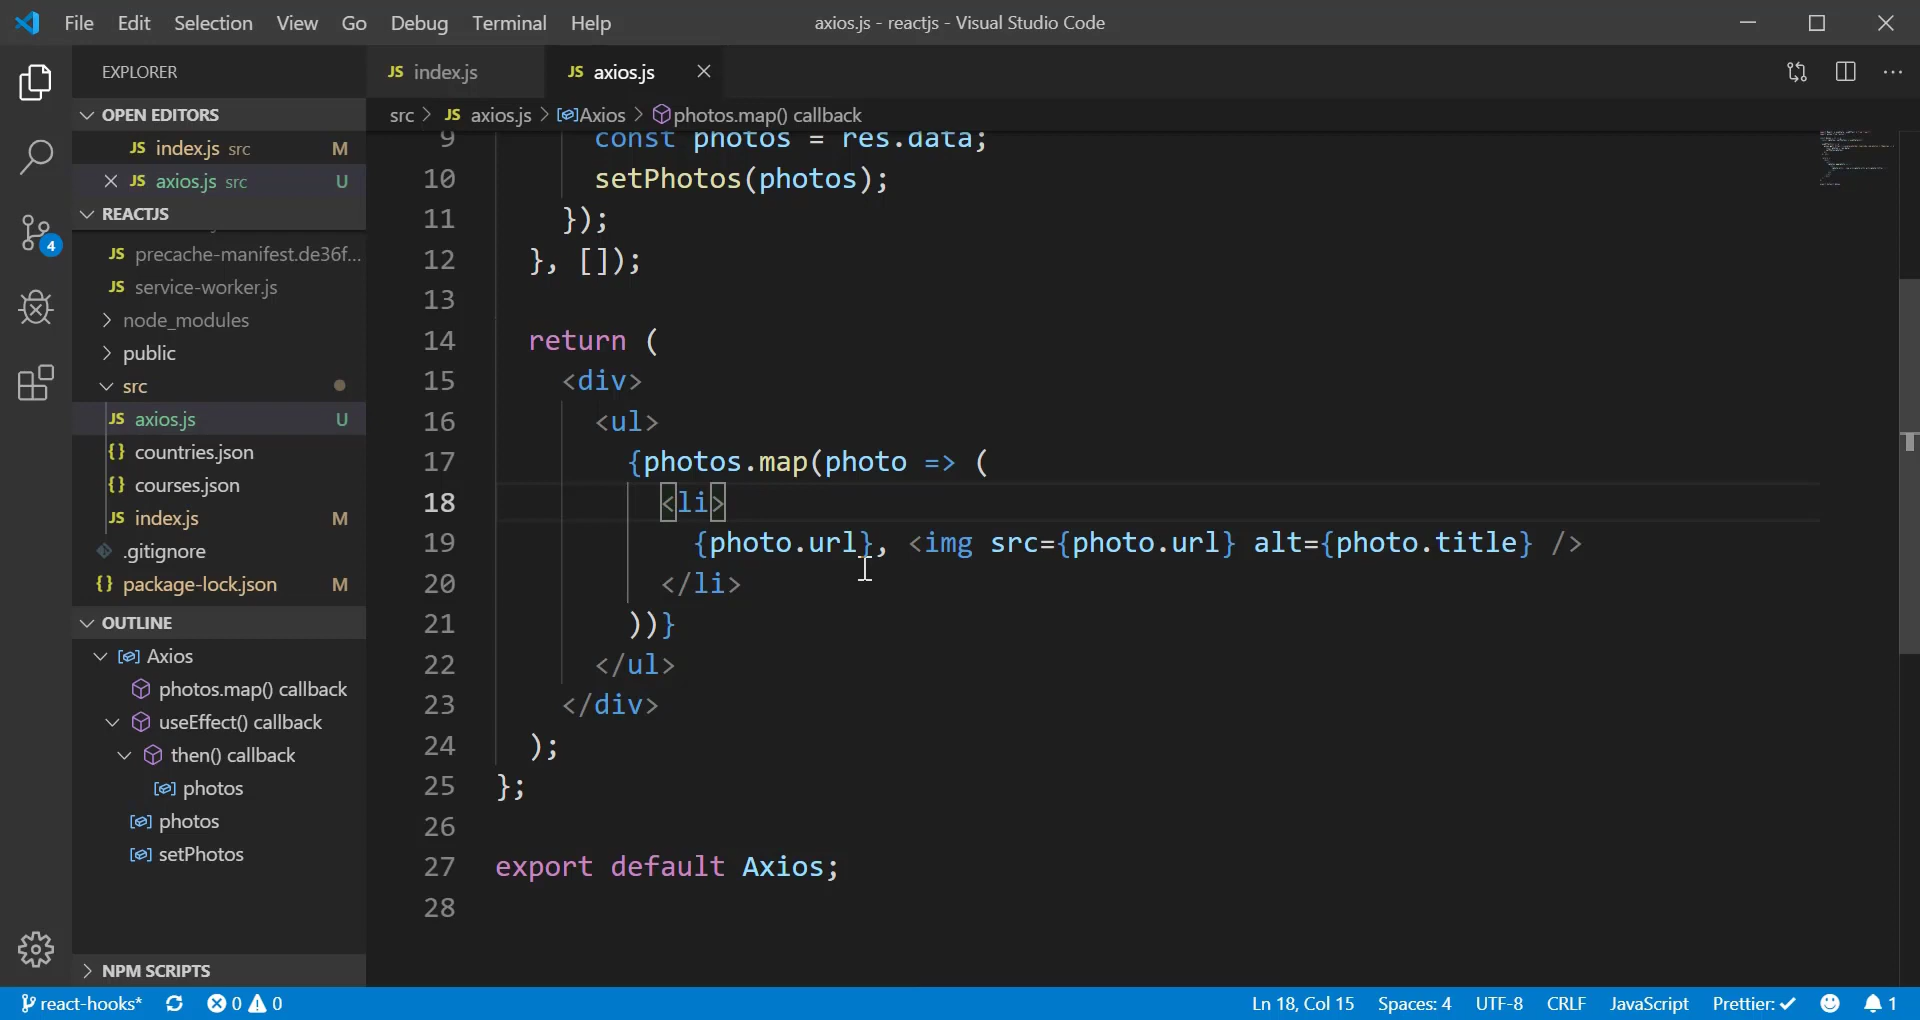 File Edit Selection View Go Debug Terminal Help
axios.js - reactjs - Visual Studio Code
EXPLORER
OPEN EDITORS
JS index.js src M
JS axios.js src U
REACTJS
JS precache-manifest.de36f...
JS service-worker.js
node_modules
public
src
JS axios.js U
{} countries.json
{} courses.json
JS index.js M
.gitignore
{} package-lock.json M
OUTLINE
Axios
photos.map() callback
useEffect() callback
then() callback
photos
photos
setPhotos
NPM SCRIPTS
4
JS index.js
JS axios.js
src > JS axios.js > Axios > photos.map() callback
9 const photos = res.data;
10 setPhotos(photos);
11 });
12 }, []);
13
14 return (
15 <div>
16 <ul>
17 {photos.map(photo => (
18 <li>
19 {photo.url}, <img src={photo.url} alt={photo.title} />
20 </li>
21 ))}
22 </ul>
23 </div>
24 );
25 };
26
27 export default Axios;
28
react-hooks* 0 0 Ln 18, Col 15 Spaces: 4 UTF-8 CRLF JavaScript Prettier: ✓ 1